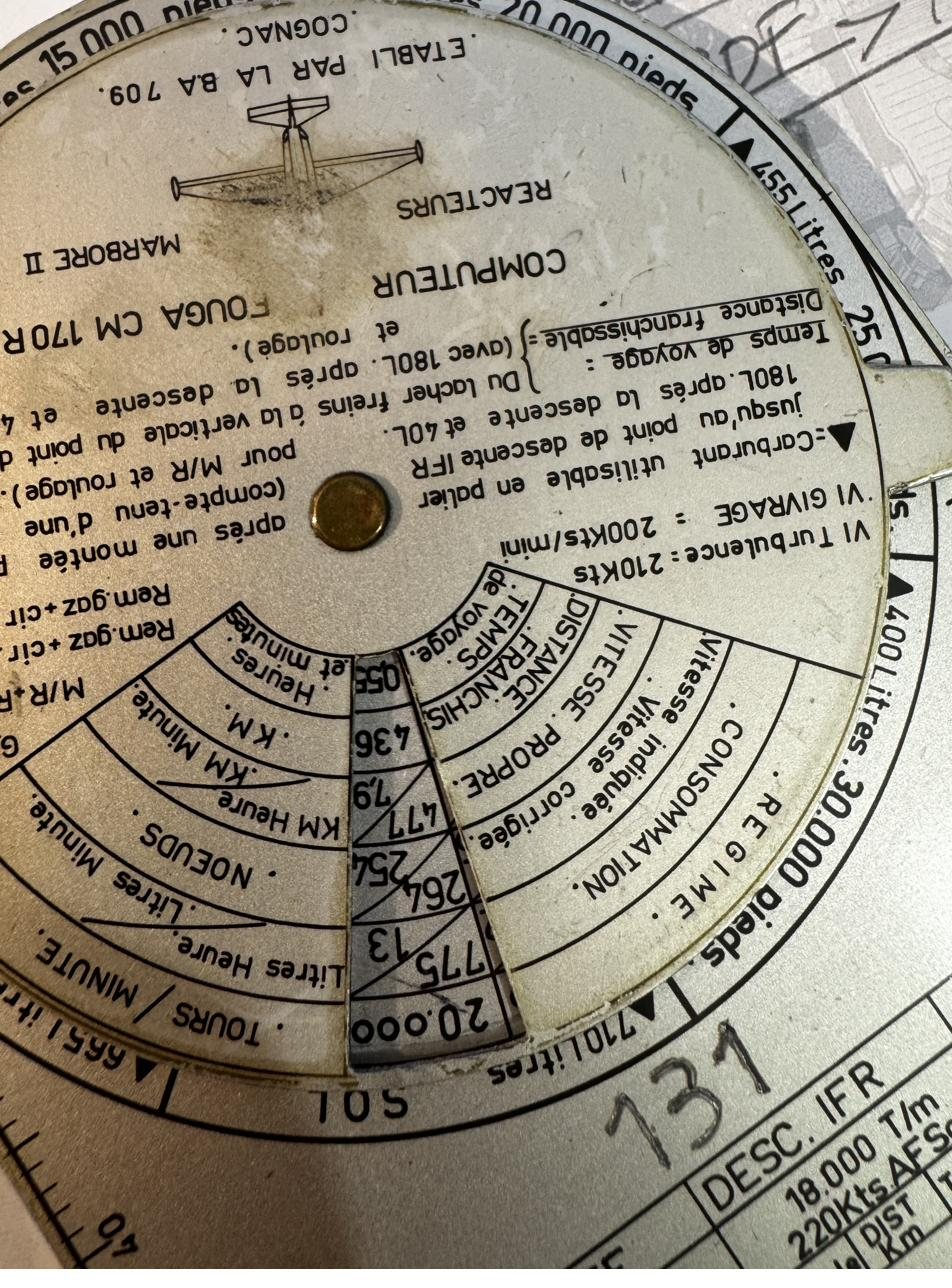 15.000 pieds
20.000 pieds.
455 Litres. 25
400 Litres. 30.000 pieds.
710 Litres
SOL
665 Litr
VI Turbulence = 210Kts
VI GIVRAGE = 200Kts/mini
▲=Carburant utilisable en palier
jusqu'au point de descente IFR
180L. après la descente et 40L.
Rem.gaz + cir
Rem.gaz + cir.
M/R+R
après une montée
(compte-tenu d'une
pour M/R et roulage).
Temps de voyage =
Distance franchissable =
Du lacher freins à la verticale du point d
(avec 180L. après la descente et 4
et roulage).
COMPUTEUR FOUGA CM 170R
REACTEURS MARBORE II
.ETABLI PAR LA B.A 709.
.COGNAC.
.REGIME. 20.000 .TOURS / MINUTE.
.CONSOMMATION. 775 13 Litres Heure .Litres Minute.
Vitesse indiquée.
.Vitesse corrigée. 264 254 .NOEUDS.
.VITESSE PROPRE. 477 7,9 KM Heure .KM Minute.
.DISTANCE FRANCHIS. 436 .KM.
.TEMPS de voyage. 055 .Heures et minutes.
131
DESC. IFR
18.000 T/m
220Kts.AFSo
DIST
Km
40